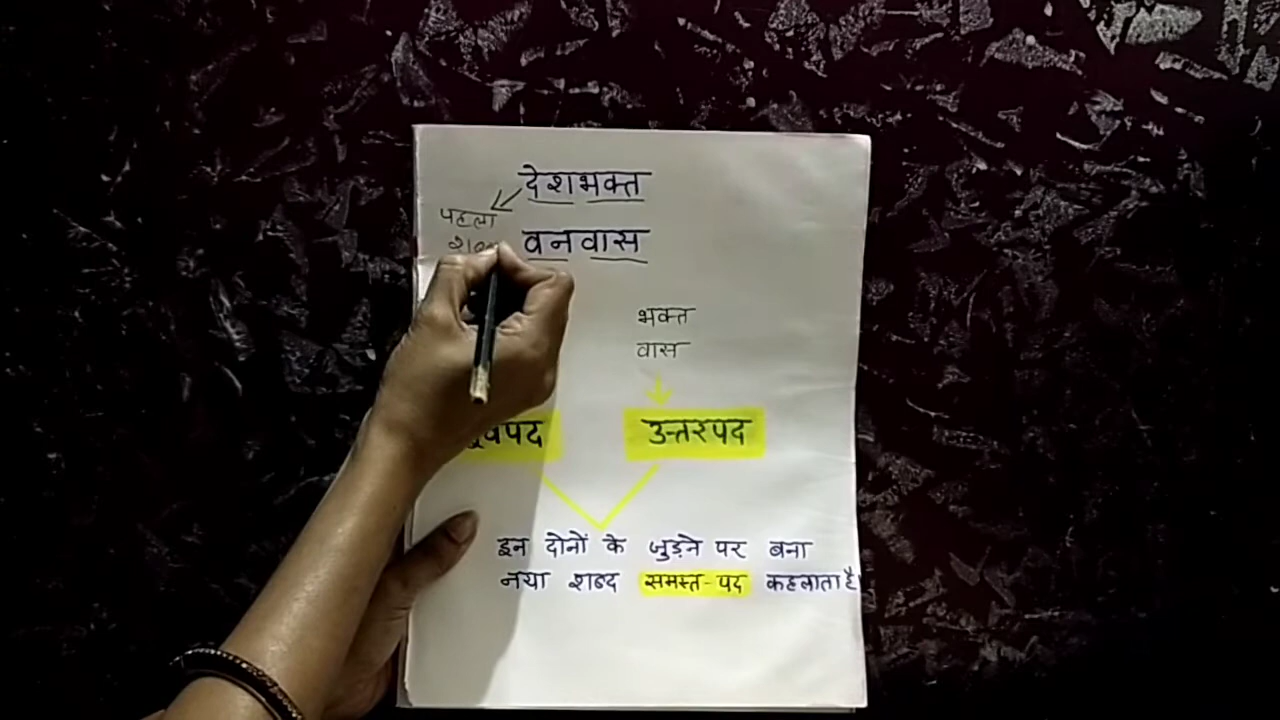 देशभक्त
पहला
वनवास
भक्त
वास
उत्तरपद
इन दोनों के जुड़ने पर बना
नया शब्द समस्त-पद कहलाता है।